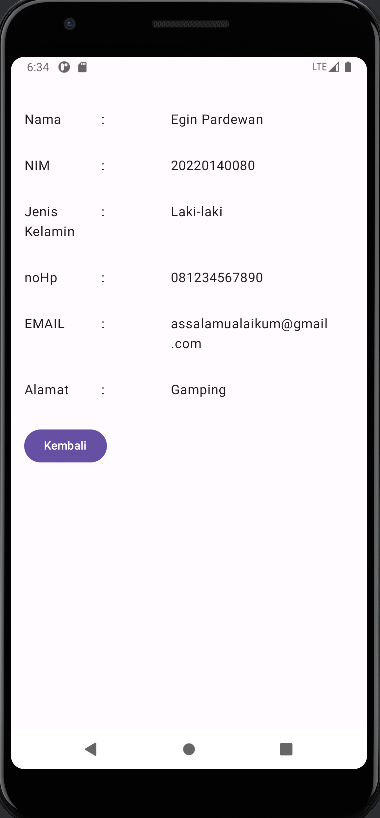 6:34 LTE
Nama : Egin Pardewan
NIM : 20220140080
Jenis : Laki-laki
Kelamin
noHp : 081234567890
EMAIL : assalamualaikum@gmail
.com
Alamat : Gamping
Kembali